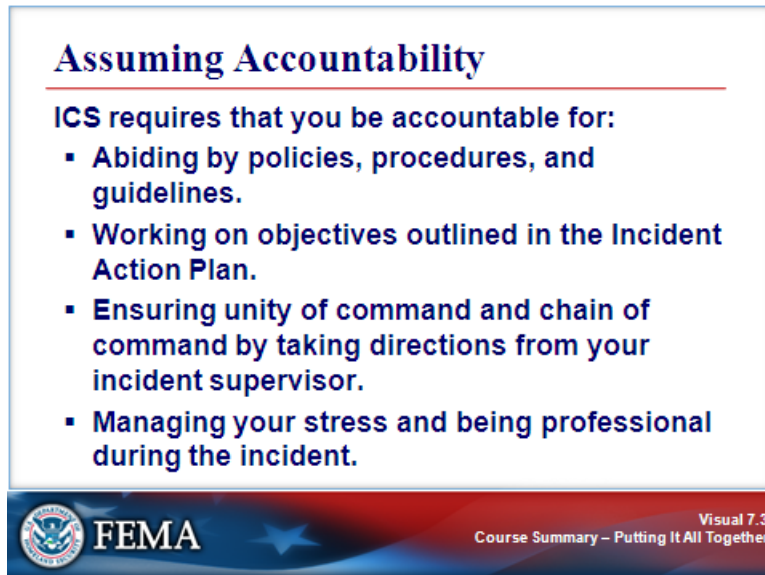 Assuming Accountability
ICS requires that you be accountable for:
▪ Abiding by policies, procedures, and
guidelines.
▪ Working on objectives outlined in the Incident
Action Plan.
▪ Ensuring unity of command and chain of
command by taking directions from your
incident supervisor.
▪ Managing your stress and being professional
during the incident.
FEMA
Visual 7.3
Course Summary – Putting It All Together